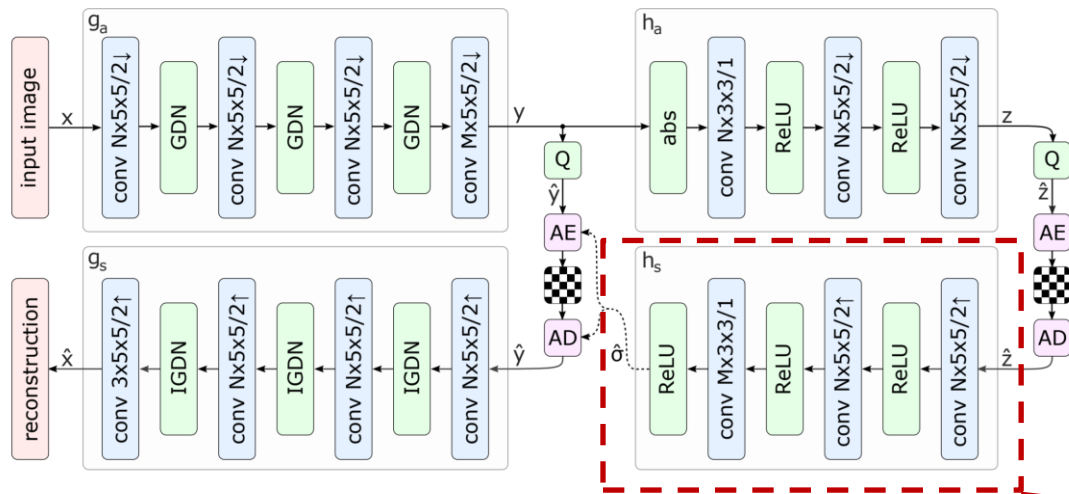 gₐ
hₐ
input image
x
conv Nx5x5/2↓
GDN
conv Nx5x5/2↓
GDN
conv Nx5x5/2↓
GDN
conv Mx5x5/2↓
y
abs
conv Nx3x3/1
ReLU
conv Nx5x5/2↓
ReLU
conv Nx5x5/2↓
z
Q
Q
ŷ
ẑ
AE
AE
AD
AD
gₛ
hₛ
reconstruction
x̂
conv 3x5x5/2↑
IGDN
conv Nx5x5/2↑
IGDN
conv Nx5x5/2↑
IGDN
conv Nx5x5/2↑
ŷ
σ̂
ReLU
conv Mx3x3/1
ReLU
conv Nx5x5/2↑
ReLU
conv Nx5x5/2↑
ẑ